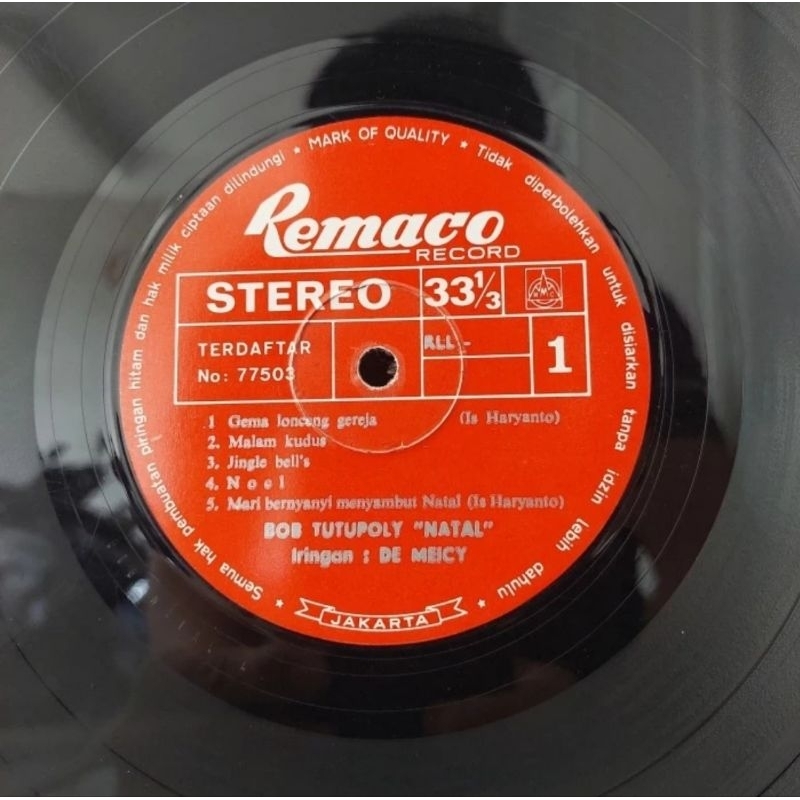 Semua hak pembuatan piringan hitam dan hak milik ciptaan dilindungi ★ MARK OF QUALITY ★ Tidak diperbolehkan untuk disiarkan tanpa idzin lebih dahulu ★
Remaco
RECORD
STEREO 33 1/3
TERDAFTAR
No: 77503
RLL -
1
1 Gema loncang gereja (Is Haryanto)
2. Malam kudus
3. Jingle bell's
4. N o e l
5. Mari bernyanyi menyambut Natal (Is Haryanto)
BOB TUTUPOLY "NATAL"
Iringan : DE MEICY
★ JAKARTA ★